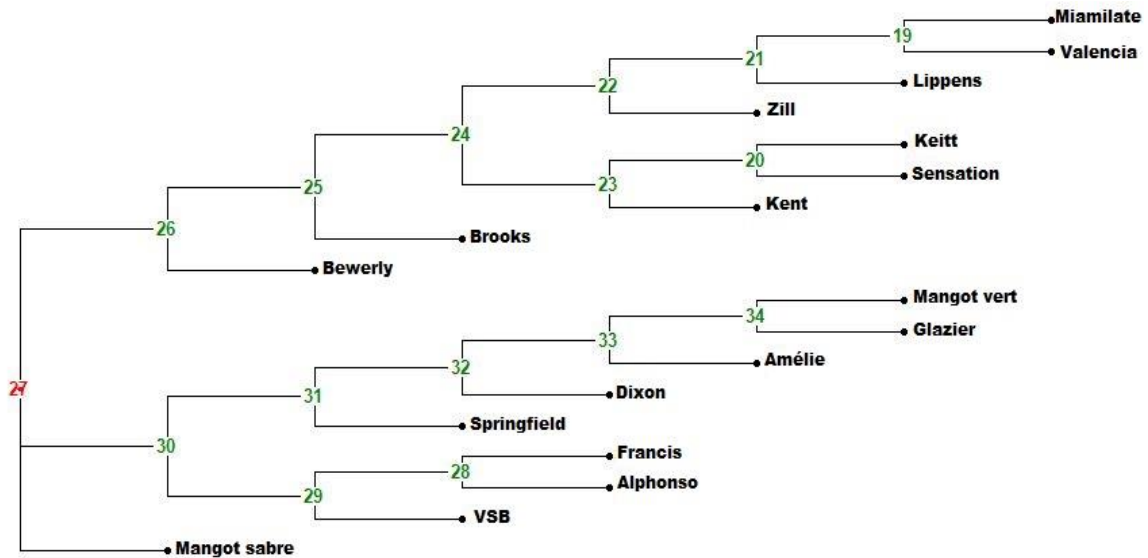 Miamilate
19
Valencia
21
Lippens
22
Zill
24
Keitt
20
Sensation
23
25
Kent
26
Brooks
Bewerly
Mangot vert
34
Glazier
33
Amélie
32
27
Dixon
31
Springfield
30
Francis
28
Alphonso
29
VSB
Mangot sabre